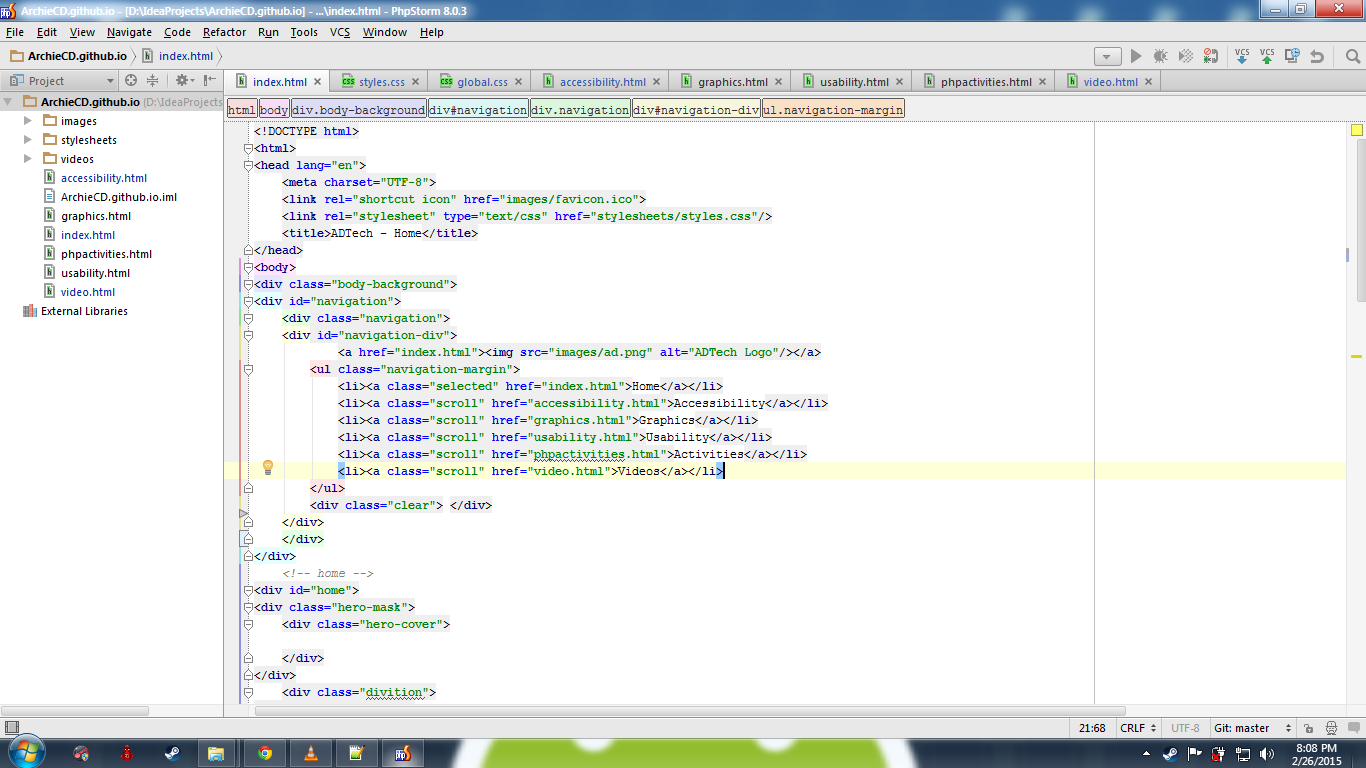 ArchieCD.github.io - [D:\IdeaProjects\ArchieCD.github.io] - ...\index.html - PhpStorm 8.0.3
File Edit View Navigate Code Refactor Run Tools VCS Window Help
ArchieCD.github.io index.html
VCS VCS
Project
index.html styles.css global.css accessibility.html graphics.html usability.html phpactivities.html video.html
ArchieCD.github.io (D:\IdeaProjects
images
stylesheets
videos
accessibility.html
ArchieCD.github.io.iml
graphics.html
index.html
phpactivities.html
usability.html
video.html
External Libraries
html body div.body-background div#navigation div.navigation div#navigation-div ul.navigation-margin
<!DOCTYPE html>
<html>
<head lang="en">
<meta charset="UTF-8">
<link rel="shortcut icon" href="images/favicon.ico">
<link rel="stylesheet" type="text/css" href="stylesheets/styles.css"/>
<title>ADTech - Home</title>
</head>
<body>
<div class="body-background">
<div id="navigation">
<div class="navigation">
<div id="navigation-div">
<a href="index.html"><img src="images/ad.png" alt="ADTech Logo"/></a>
<ul class="navigation-margin">
<li><a class="selected" href="index.html">Home</a></li>
<li><a class="scroll" href="accessibility.html">Accessibility</a></li>
<li><a class="scroll" href="graphics.html">Graphics</a></li>
<li><a class="scroll" href="usability.html">Usability</a></li>
<li><a class="scroll" href="phpactivities.html">Activities</a></li>
<li><a class="scroll" href="video.html">Videos</a></li>
</ul>
<div class="clear"> </div>
</div>
</div>
</div>
<!-- home -->
<div id="home">
<div class="hero-mask">
<div class="hero-cover">
</div>
</div>
<div class="divition">
21:68 CRLF UTF-8 Git: master
8:08 PM
2/26/2015